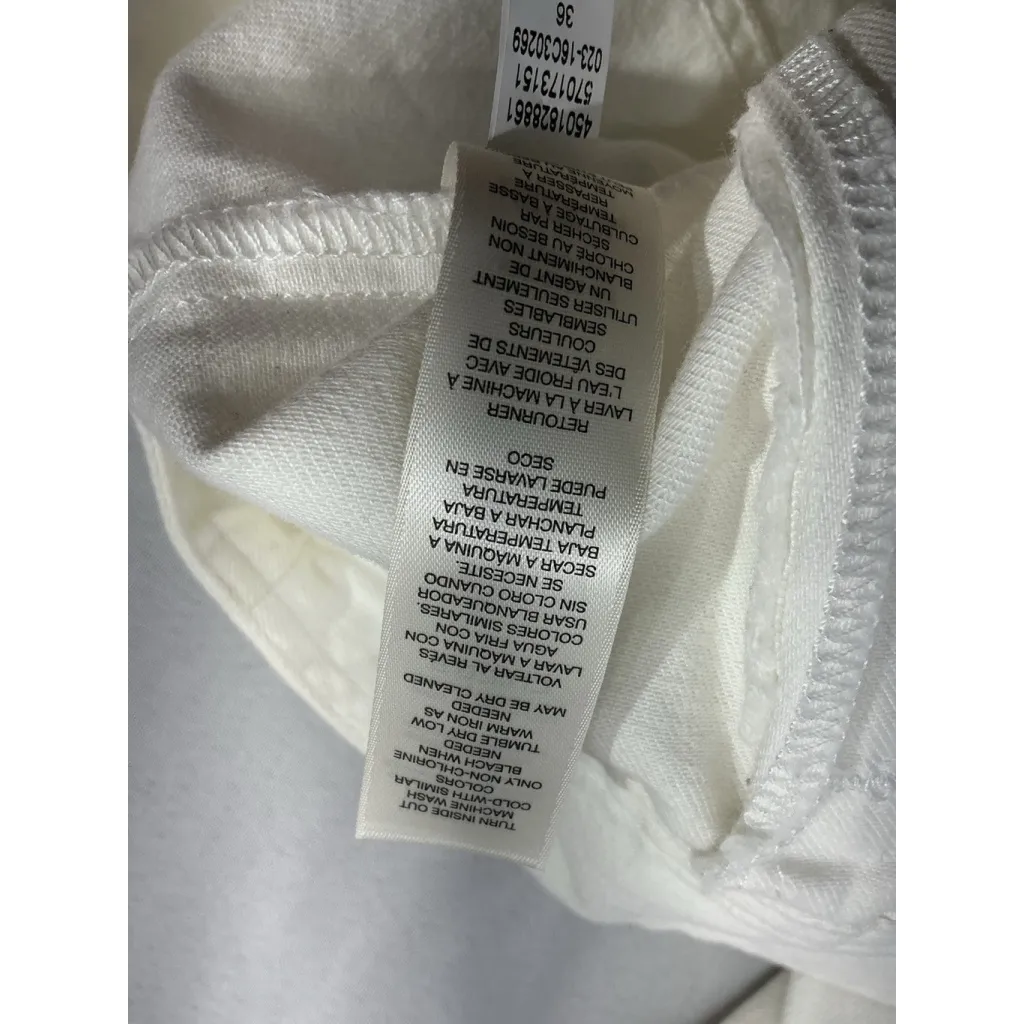 TURN INSIDE OUT
MACHINE WASH
COLD-WITH SIMILAR
COLORS
ONLY NON-CHLORINE
BLEACH WHEN
NEEDED
TUMBLE DRY LOW
WARM IRON AS
NEEDED
MAY BE DRY CLEANED
VOLTEAR AL REVÉS
LAVAR A MÁQUINA CON
AGUA FRIA CON
COLORES SIMILARES.
USAR BLANQUEADOR
SIN CLORO CUANDO
SE NECESITE.
SECAR A MÁQUINA A
BAJA TEMPERATURA
PLANCHAR A BAJA
TEMPERATURA
PUEDE LAVARSE EN
SECO
RETOURNER
LAVER À LA MACHINE À
L'EAU FROIDE AVEC
DES VÊTEMENTS DE
COULEURS
SEMBLABLES
UTILISER SEULEMENT
UN AGENT DE
BLANCHIMENT NON
CHLORÉ AU BESOIN
SÉCHER PAR
CULBUTAGE À BASSE
TEMPÉRATURE
TEMPASSER À
4501828861
570173151
023-16C30269
36